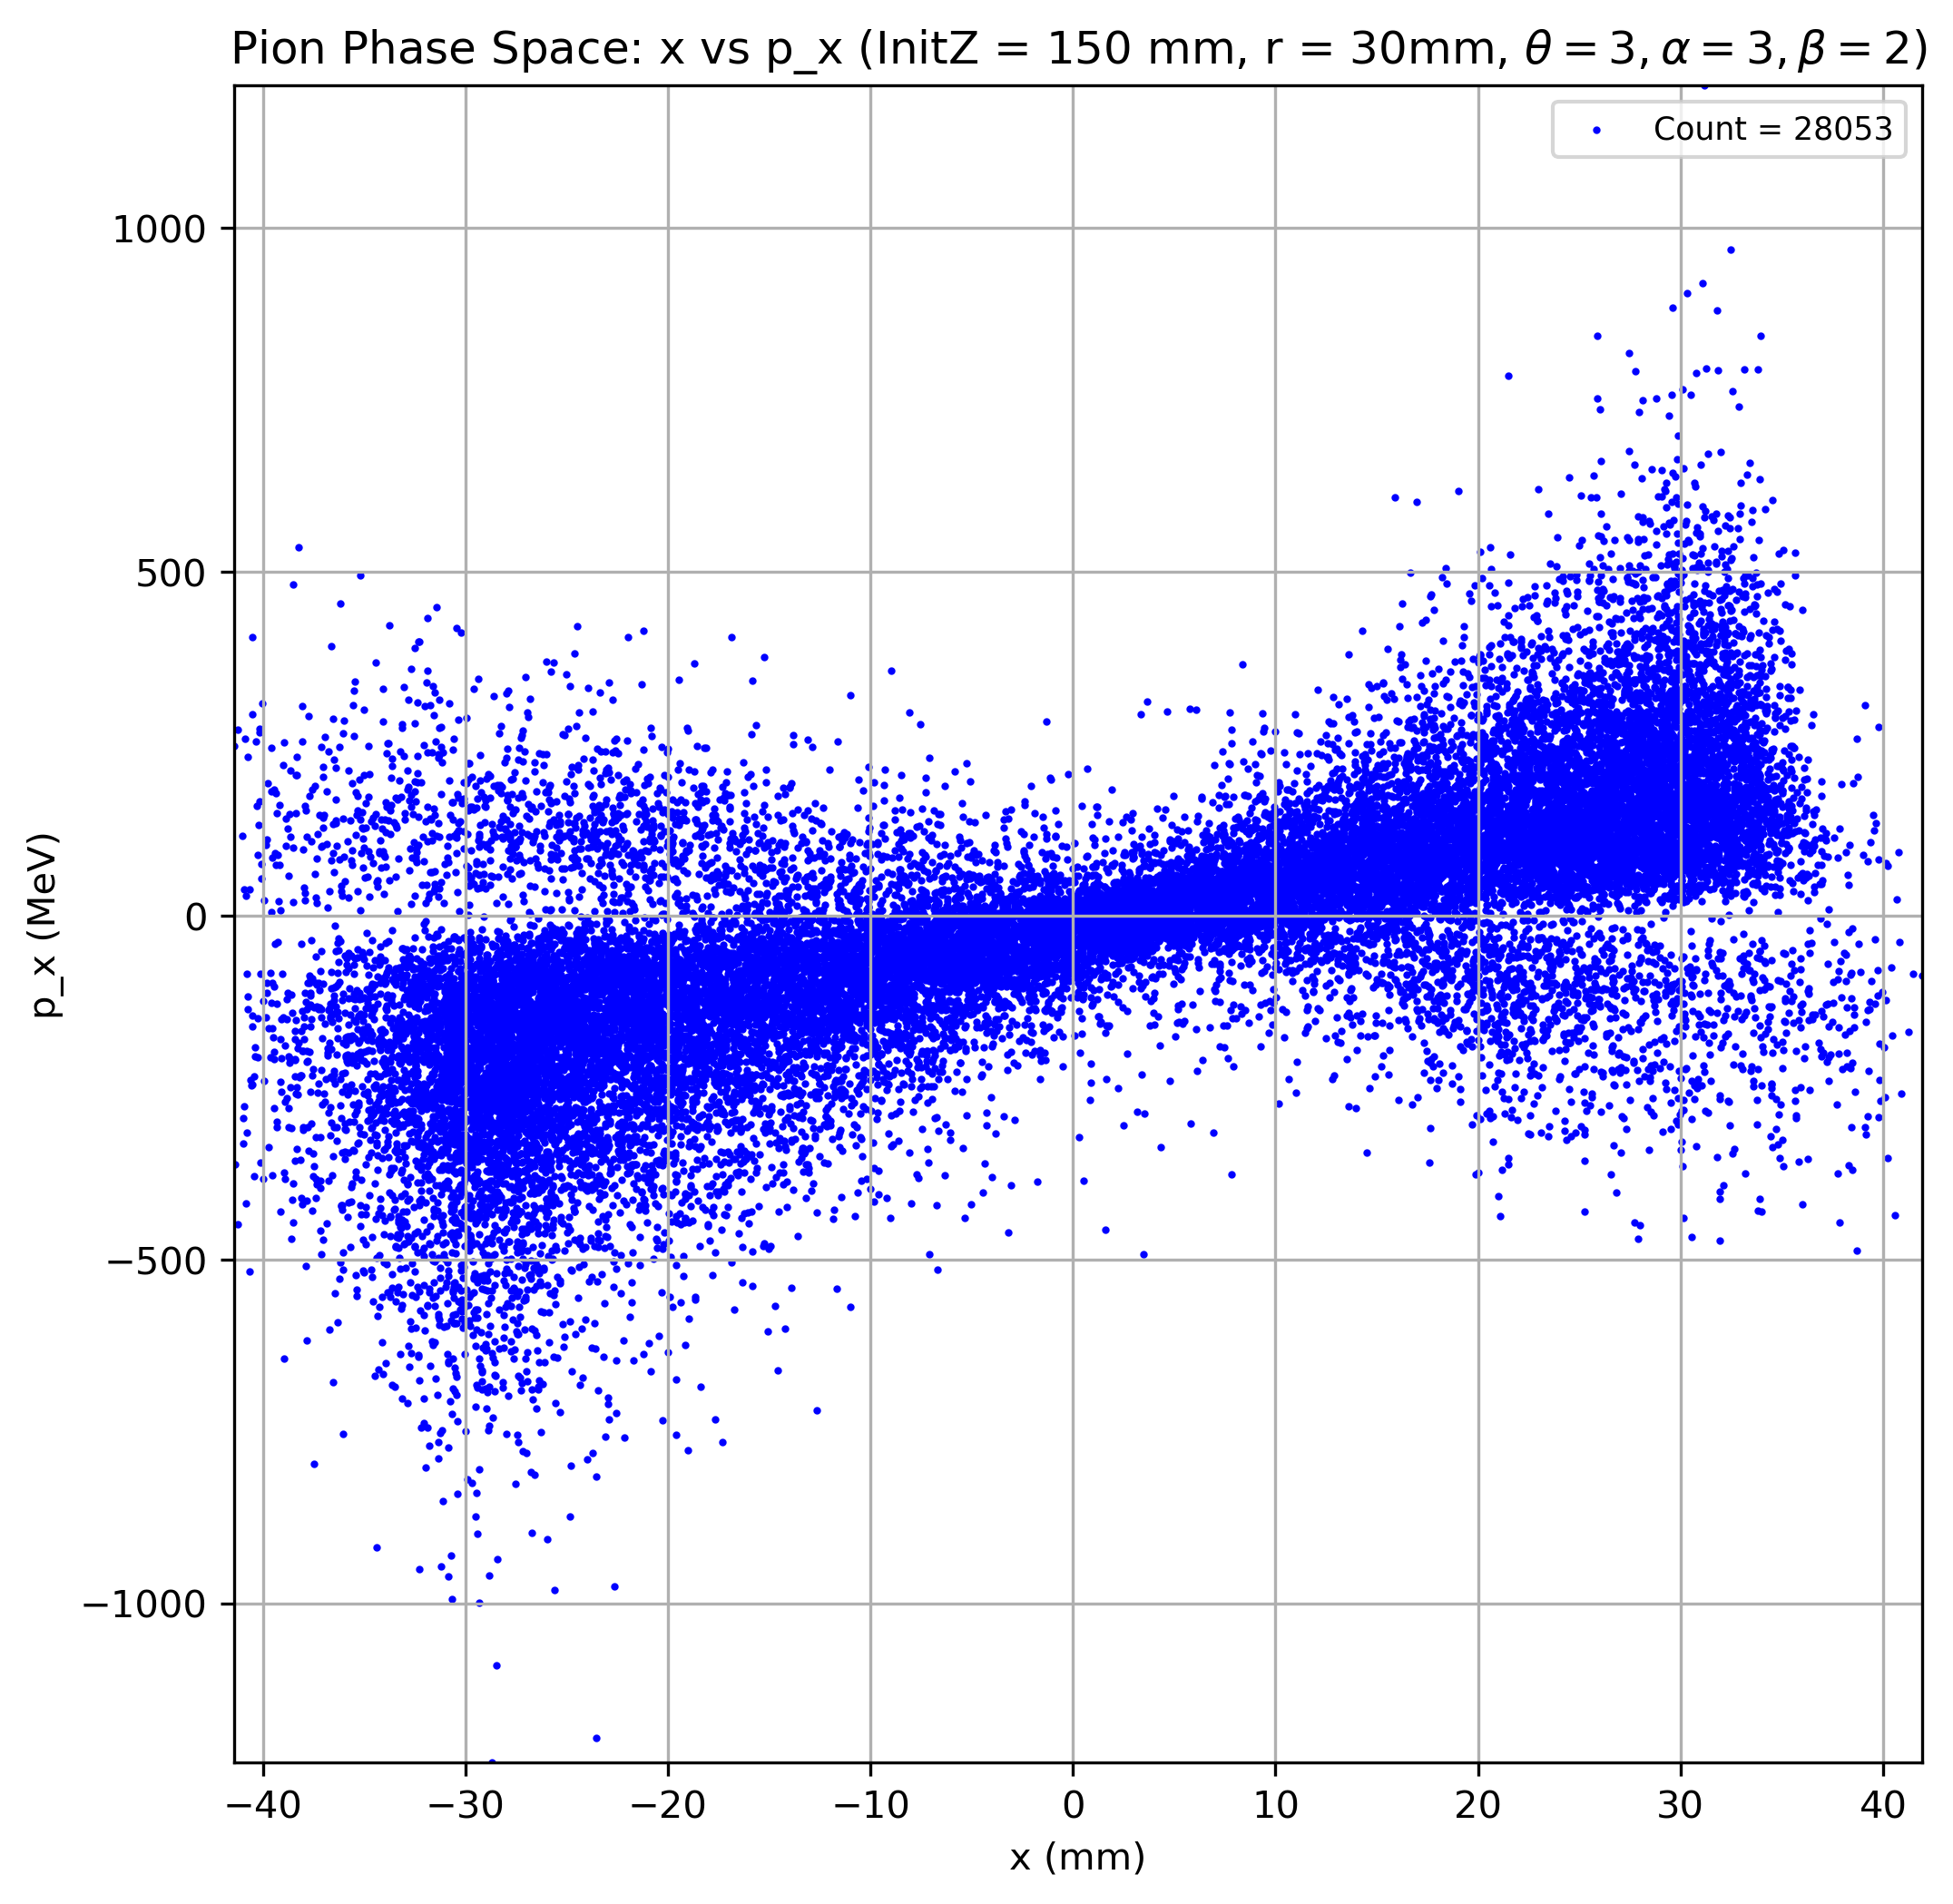 Pion Phase Space: x vs p_x (InitZ = 150 mm, r = 30mm, θ = 3, α = 3, β = 2)
Count = 28053
1000
500
0
−500
−1000
p_x (MeV)
−40 −30 −20 −10 0 10 20 30 40
x (mm)